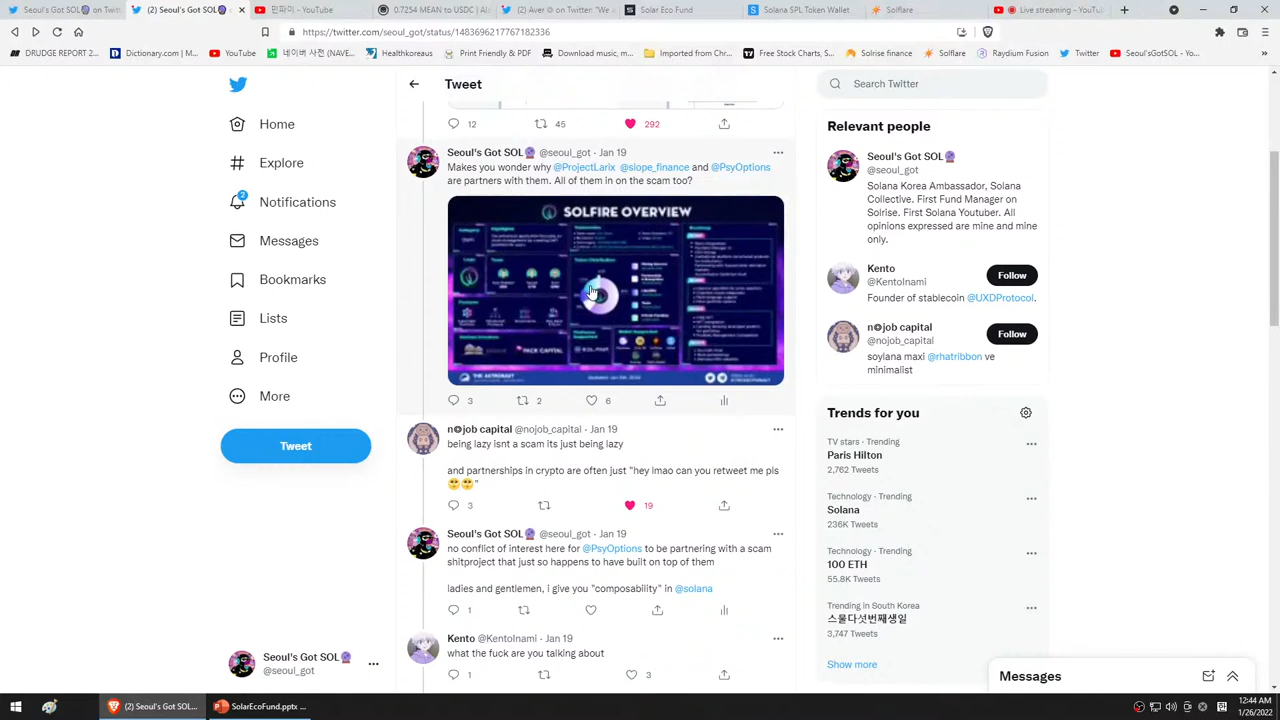 Seoul's Got SOL🔮 on Twitt
(2) Seoul's Got SOL🔮
민파이 - YouTube
0.7254 MEAN to USDC | Al
(2) Aver ⚙ on Twitter: "We
Solar Eco Fund
Solana SPL Token Wallet
Solflare
Live streaming - YouTub
https://twitter.com/seoul_got/status/1483696217767182336
DRUDGE REPORT 2...
Dictionary.com | M...
YouTube
네이버 사전 (NAVE...
Healthkoreaus
Print Friendly & PDF
Download music, m...
Imported from Chr...
Free Stock Charts, S...
Solrise finance
Solflare
Raydium Fusion
Twitter
Seoul'sGotSOL - Yo...
Home
Explore
2
Notifications
Messages
Bookmarks
Lists
Profile
More
Tweet
Seoul's Got SOL🔮
@seoul_got
Tweet
12 45 292
Seoul's Got SOL🔮 @seoul_got · Jan 19
Makes you wonder why @ProjectLarix @slope_finance and @PsyOptions
are partners with them. All of them in on the scam too?
SOLFIRE OVERVIEW
PACK CAPITAL
THE ASTRONAUT
3 2 6
n⚙job capital @nojob_capital · Jan 19
being lazy isnt a scam its just being lazy
and partnerships in crypto are often just "hey lmao can you retweet me pls
🥺🥺"
3 19
Seoul's Got SOL🔮 @seoul_got · Jan 19
no conflict of interest here for @PsyOptions to be partnering with a scam
shitproject that just so happens to have built on top of them
ladies and gentlemen, i give you "composability" in @solana
1
Kento @KentoInami · Jan 19
what the fuck are you talking about
1 3
Search Twitter
Relevant people
Seoul's Got SOL🔮
@seoul_got
Solana Korea Ambassador, Solana
Collective. First Fund Manager on
Solrise. First Solana Youtuber. All
opinions expressed are mine and mine
only.
Kento
@KentoInami
Follow
Founder of stablecoin @UXDProtocol.
n⚙job capital
@nojob_capital
Follow
soylana maxi @rhatribbon ve
minimalist
Trends for you
TV stars · Trending
Paris Hilton
2,762 Tweets
Technology · Trending
Solana
236K Tweets
Technology · Trending
100 ETH
55.8K Tweets
Trending in South Korea
스물다섯번째생일
3,747 Tweets
Show more
Messages
(2) Seoul's Got SOL...
SolarEcoFund.pptx ...
12:44 AM
1/26/2022